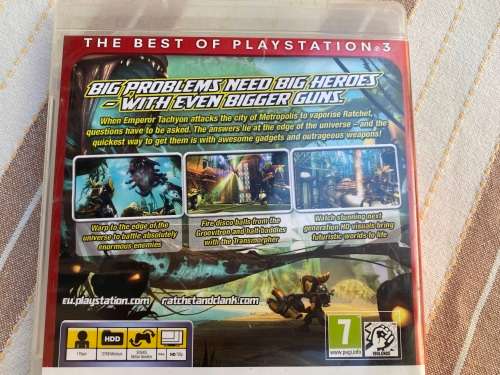 THE BEST OF PLAYSTATION®3
BIG PROBLEMS NEED BIG HEROES
- WITH EVEN BIGGER GUNS.
When Emperor Tachyon attacks the city of Metropolis to vaporise Ratchet,
questions have to be asked. The answers lie at the edge of the universe – and the
quickest way to get them is with awesome gadgets and outrageous weapons!
Warp to the edge of the
universe to battle absolutely
enormous enemies
Fire disco balls from the
Groovitron and halt baddies
with the Transmorpher
Watch stunning next
generation HD visuals bring
futuristic worlds to life
eu.playstation.com
ratchetandclank.com
1 Player
HDD
HD 720p
7
www.pegi.info
VIOLENCE